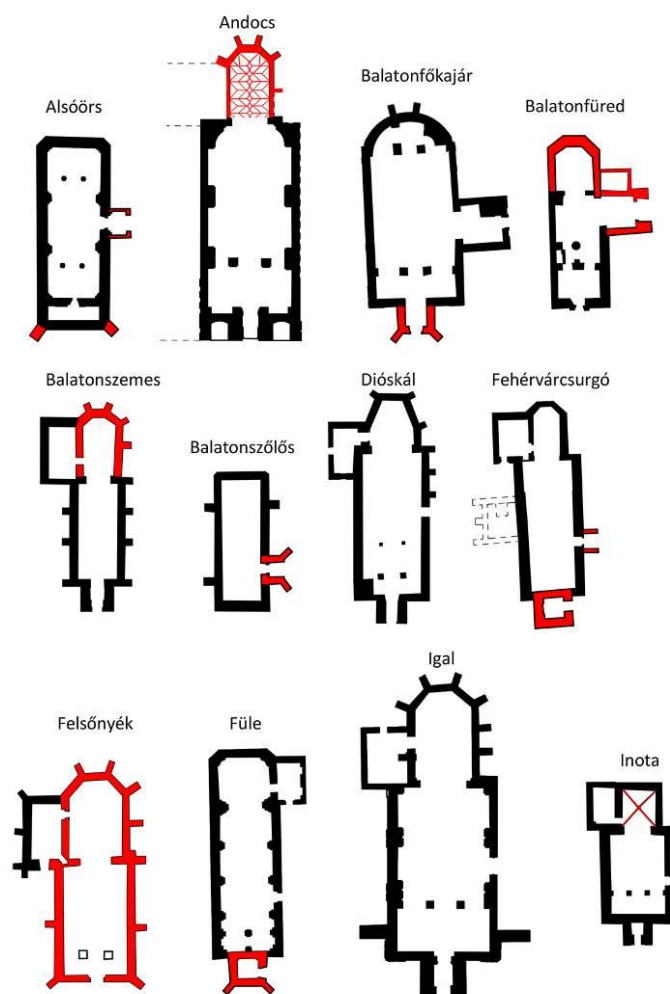 Andocs
Alsóörs
Balatonfőkajár
Balatonfüred
Balatonszemes
Balatonszőlős
Dióskál
Fehérvárcsurgó
Felsőnyék
Füle
Igal
Inota